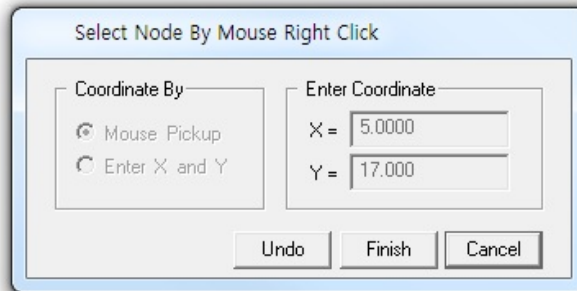 Select Node By Mouse Right Click
Coordinate By
Mouse Pickup
Enter X and Y
Enter Coordinate
X = 5.0000
Y = 17.000
Undo Finish Cancel